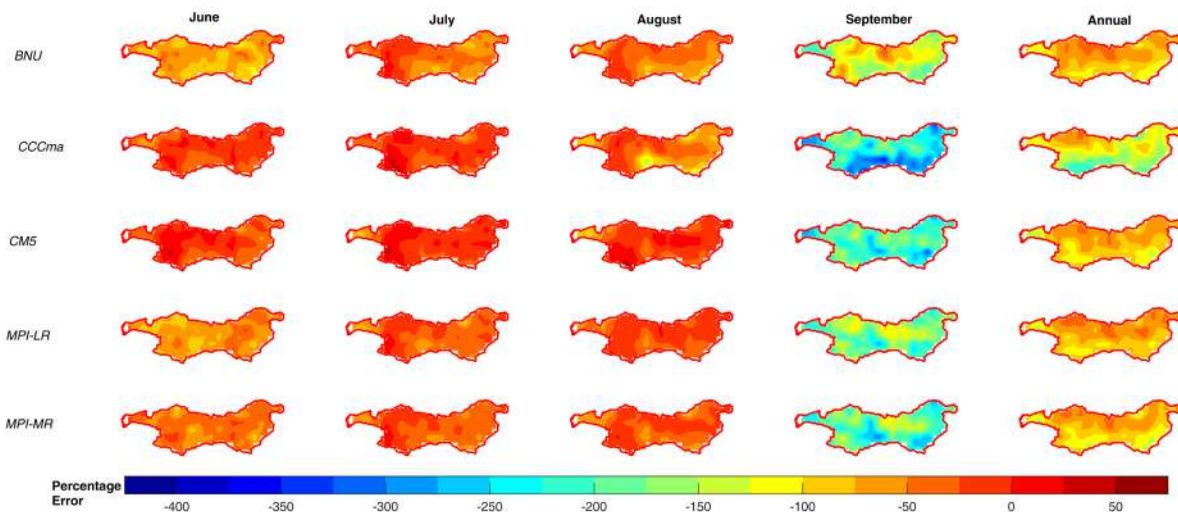 June July August September Annual
BNU
CCCma
CM5
MPI-LR
MPI-MR
Percentage
Error
-400 -350 -300 -250 -200 -150 -100 -50 0 50